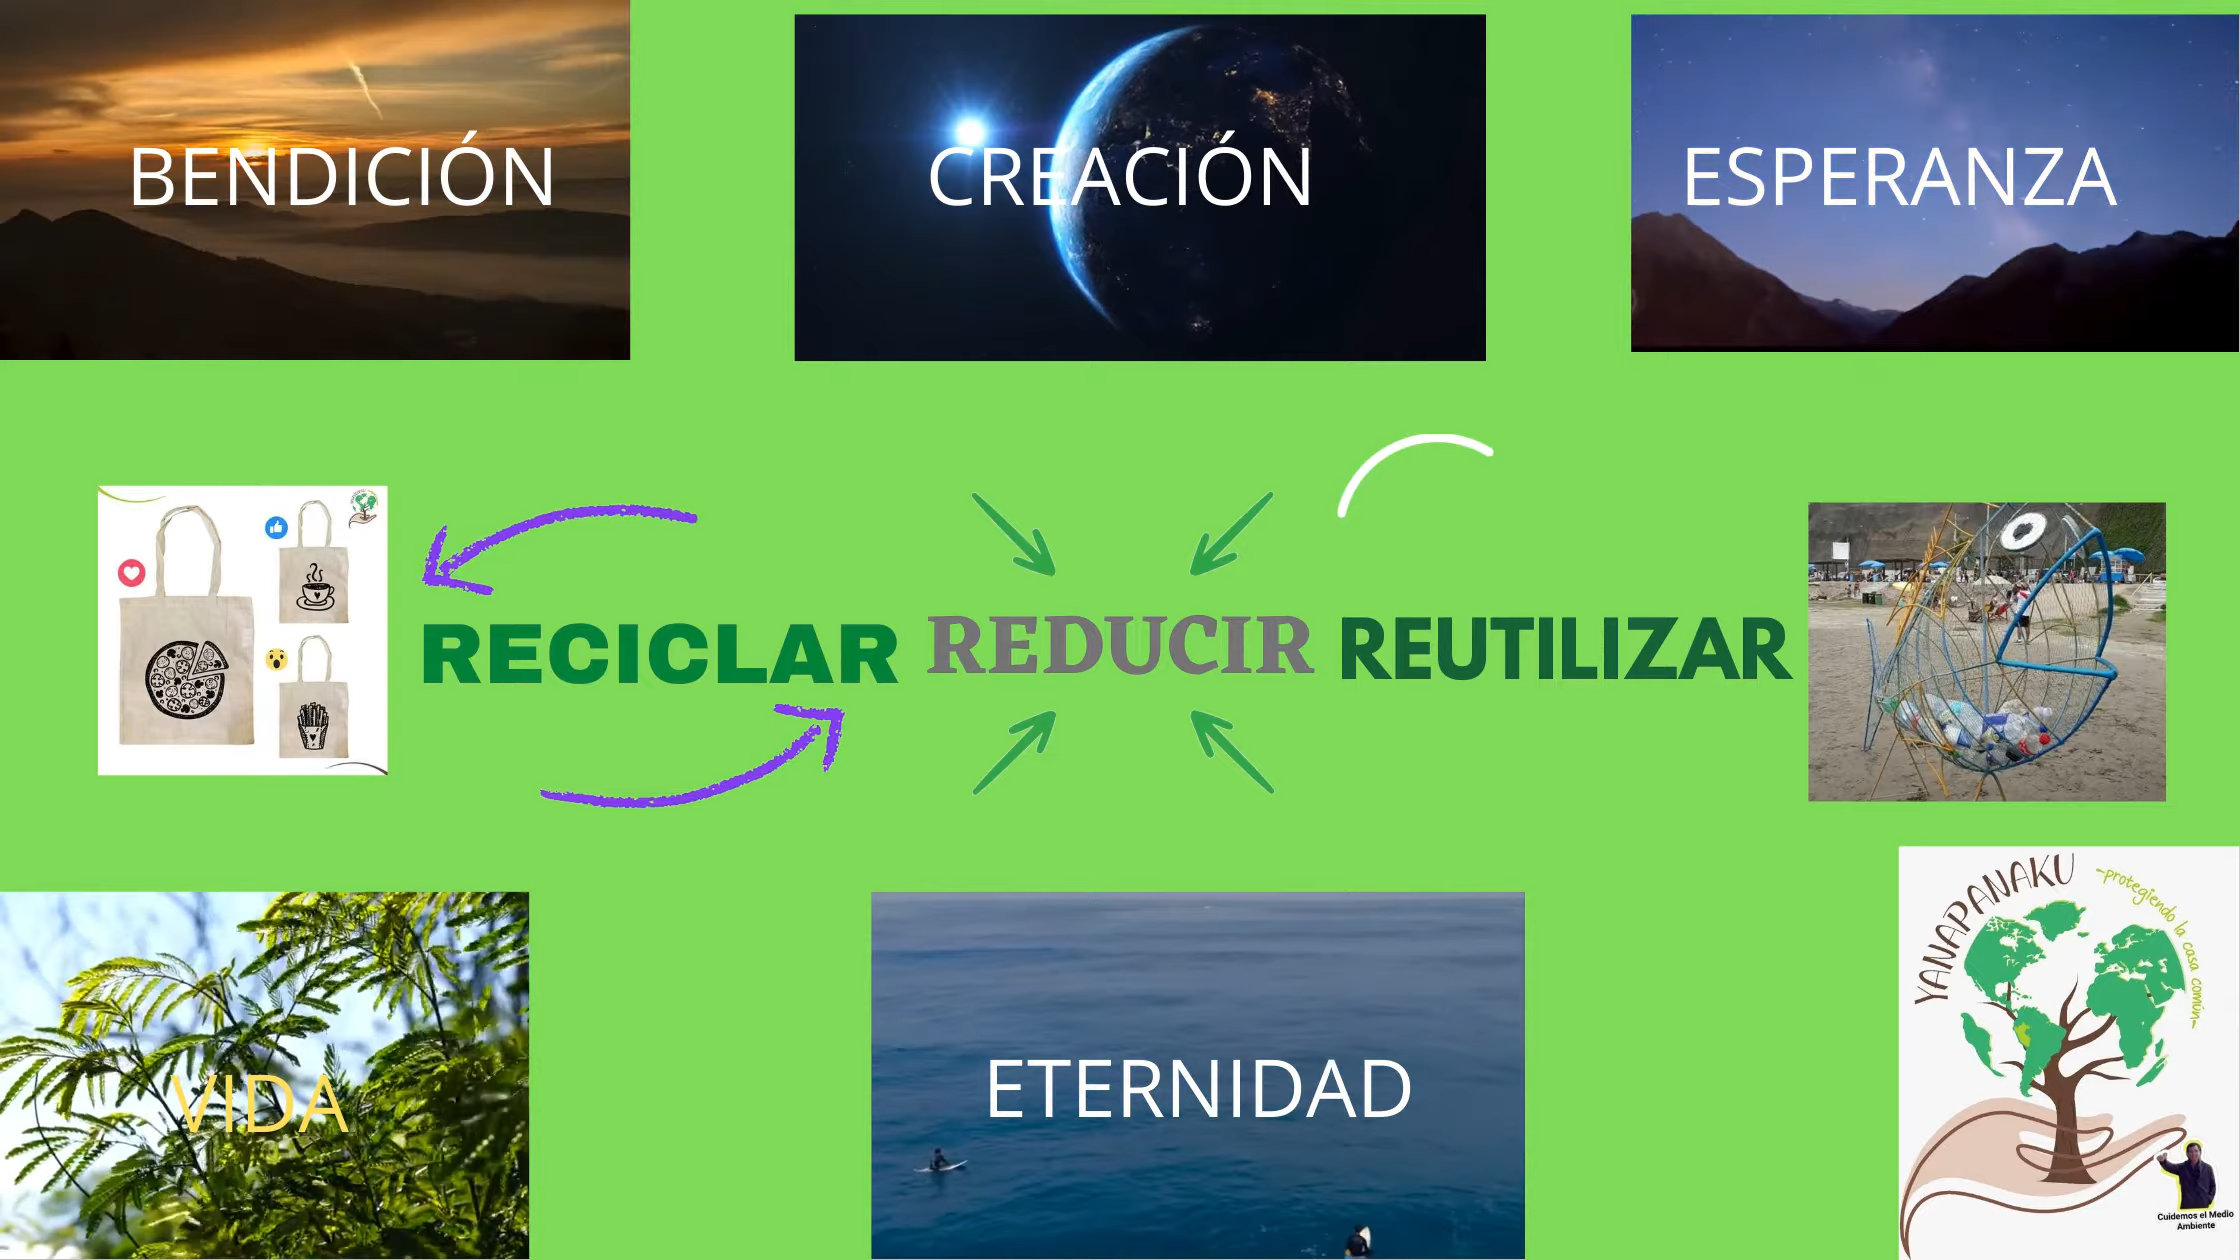 BENDICIÓN
CREACIÓN
ESPERANZA
RECICLAR
REDUCIR
REUTILIZAR
VIDA
ETERNIDAD
YANAPANAKU
~protegiendo la casa común~
Cuidemos el Medio
Ambiente